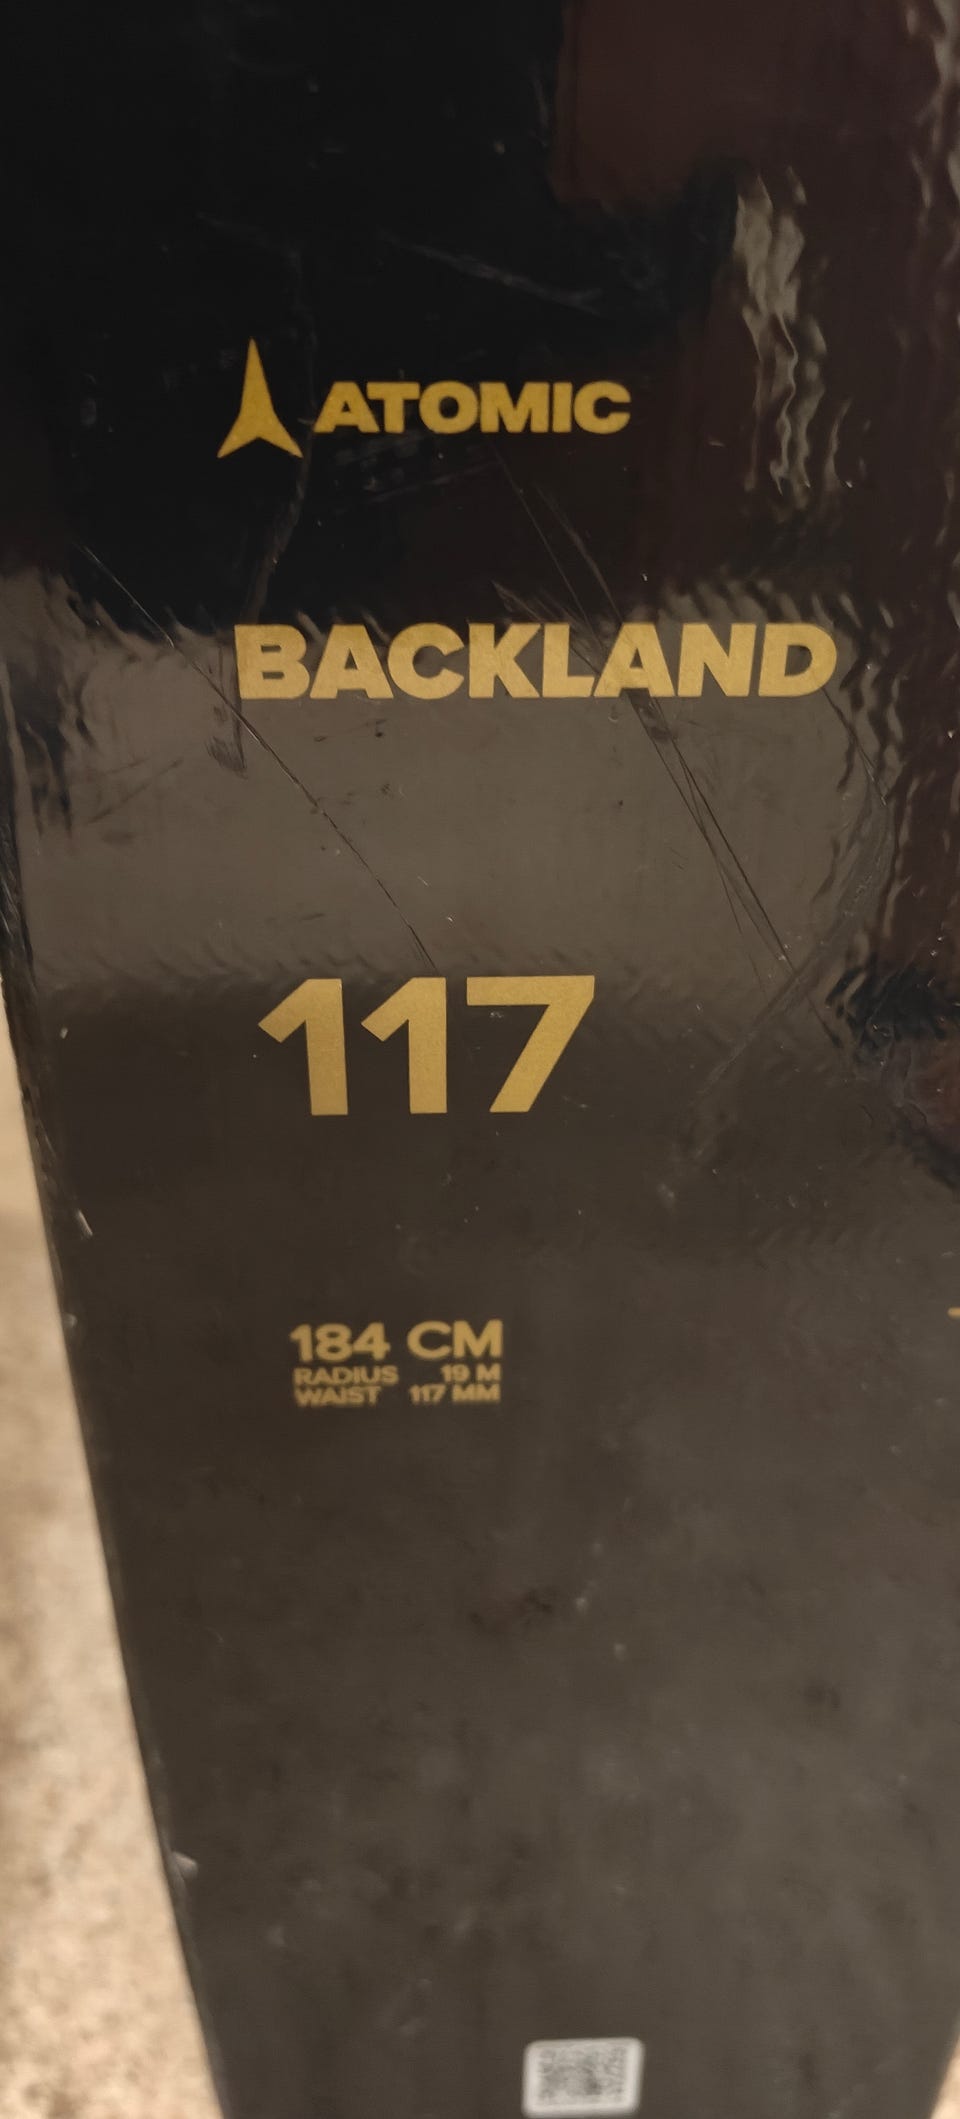 ATOMIC
BACKLAND
117
184 CM
RADIUS 19 M
WAIST 117 MM